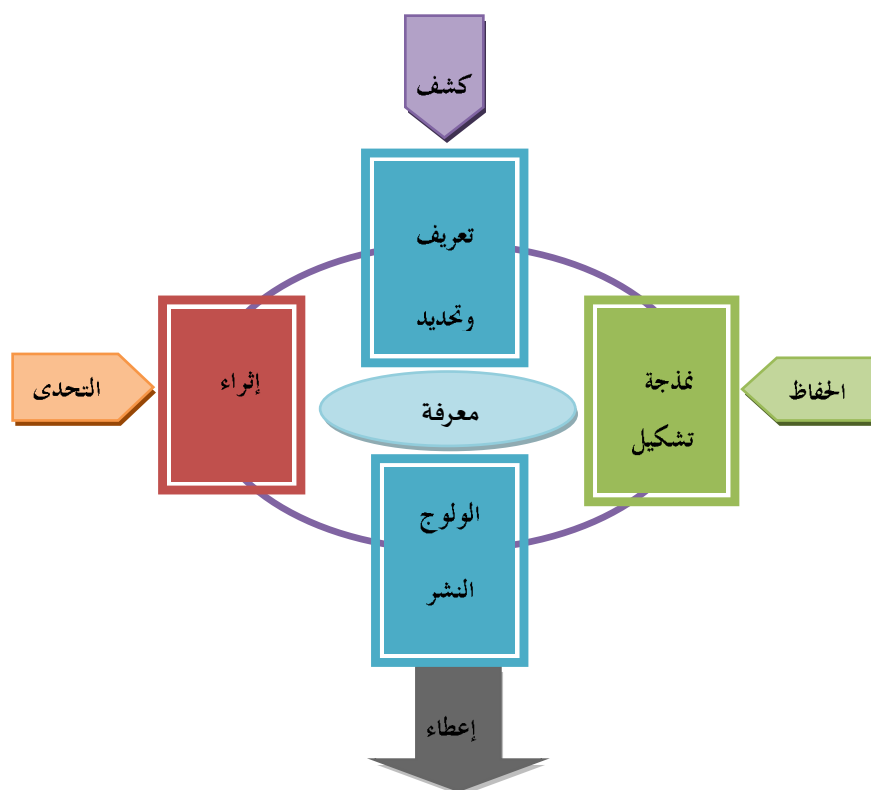 كشف
تعريف
وتحديد
نمذجة
تشكيل
الحفاظ
إثراء
التحدى
معرفة
الولوج
النشر
إعطاء